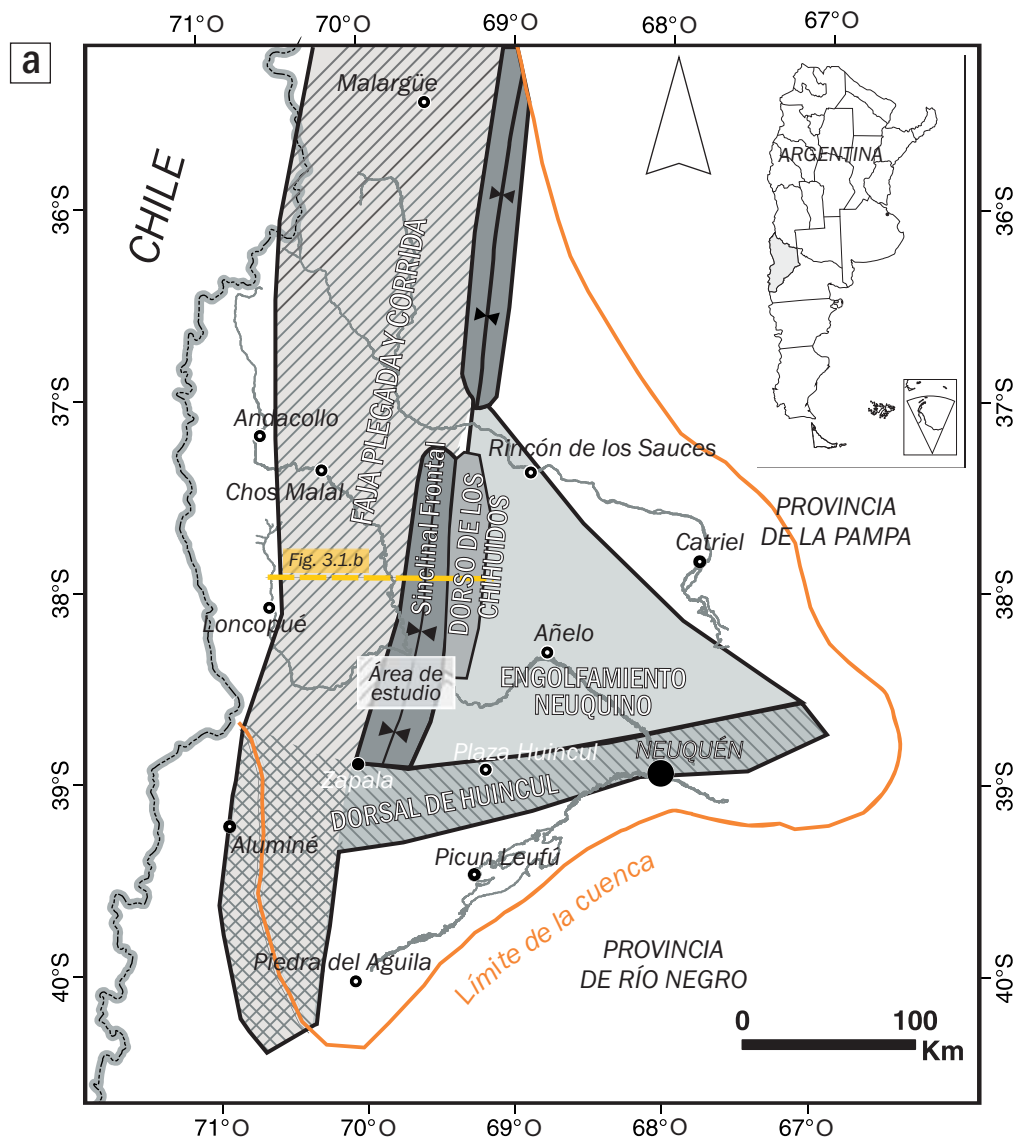 71°O
70°O
69°O
68°O
67°O
a
Malargüe
ARGENTINA
CHILE
36°S
36°S
FAJA PLEGADA Y CORRIDA
37°S
37°S
Andacollo
Rincón de los Sauces
Chos Malal
Sinclinal Frontal
DORSO DE LOS
CHIHUIDOS
PROVINCIA
DE LA PAMPA
Catriel
Fig. 3.1.b
38°S
38°S
Loncopué
Añelo
Área de
estudio
ENGOLFAMIENTO
NEUQUINO
Plaza Huincul
NEUQUÉN
Zapala
39°S
39°S
DORSAL DE HUINCUL
Aluminé
Picun Leufú
Límite de la cuenca
Piedra del Aguila
PROVINCIA
DE RÍO NEGRO
40°S
40°S
0
100
Km
71°O
70°O
69°O
68°O
67°O